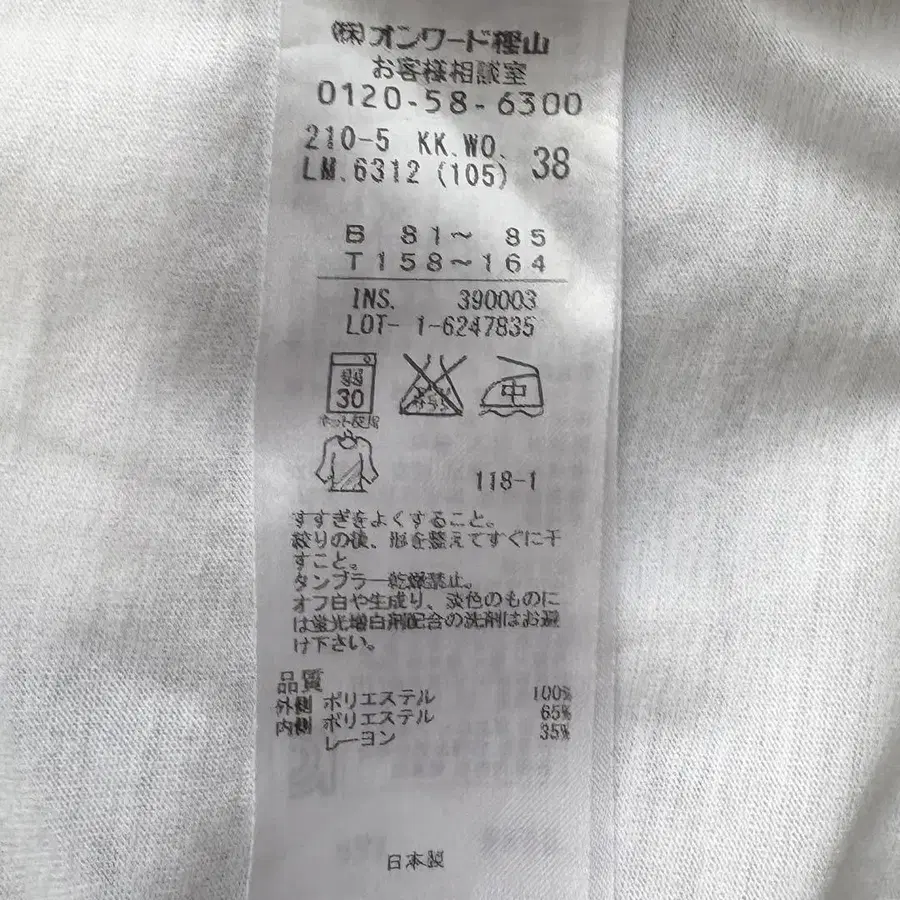 (株)オンワード樫山
お客様相談室
0120-58-6300
210-5 KK.WO. 38
LM.6312 (105)
B 81~ 85
T158~164
INS. 390003
LOT- 1-6247835
弱
30
中
ネット使用
118-1
すすぎをよくすること。
絞りの後、形を整えてすぐに干
すこと。
タンブラー乾燥禁止。
オフ白や生成り、淡色のものに
は蛍光増白剤配合の洗剤はお避
け下さい。
品質
外側 ポリエステル 100%
内側 ポリエステル 65%
レーヨン 35%
日本製